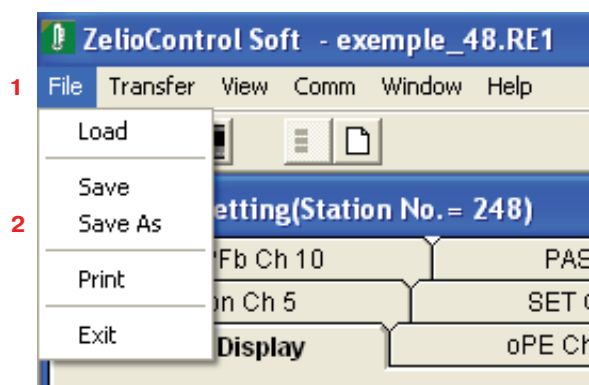 ZelioControl Soft - exemple_48.RE1
1 File Transfer View Comm Window Help
Load
Save
2 Save As
Print
Exit
etting(Station No.= 248)
Fb Ch 10 PAS
on Ch 5 SET
Display oPE Ch